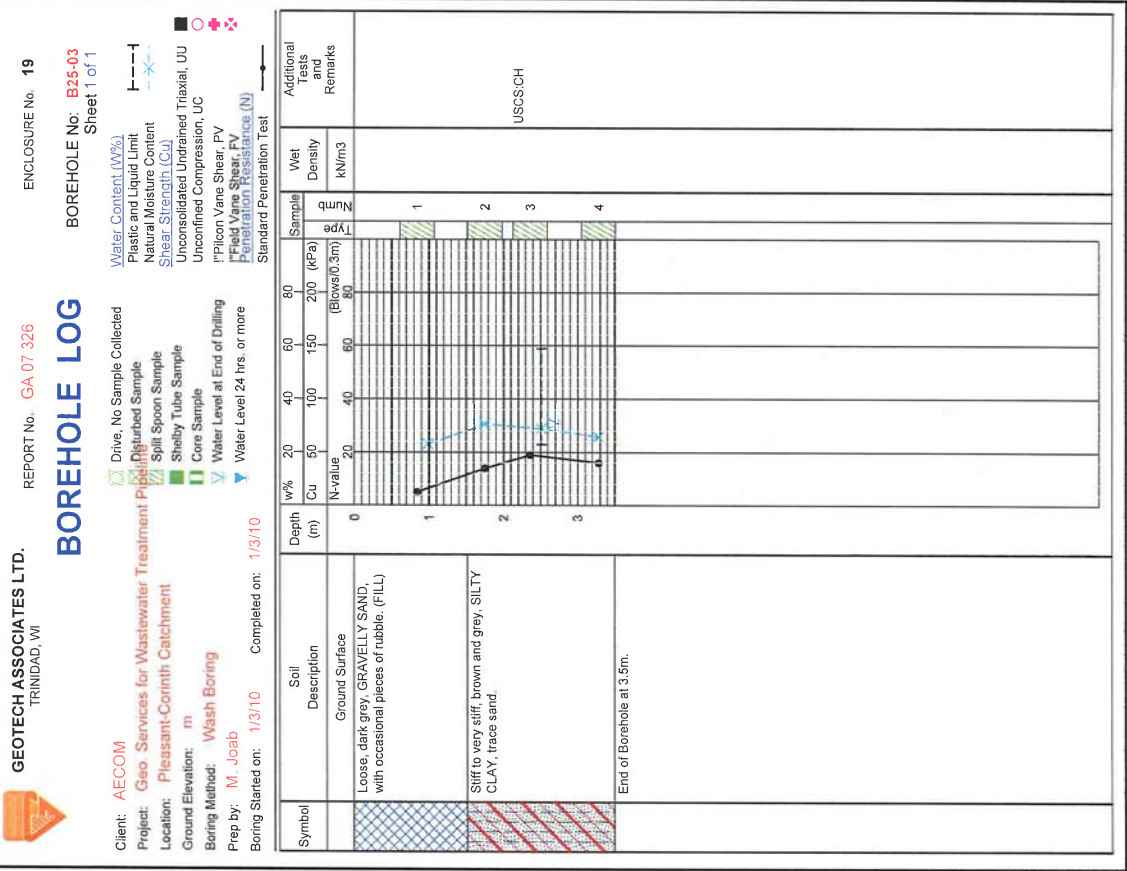 GEOTECH ASSOCIATES LTD.
TRINIDAD, WI
REPORT No. GA 07 326
ENCLOSURE No. 19
BOREHOLE LOG
BOREHOLE No: B25-03
Sheet 1 of 1
Client: AECOM
Project: Geo. Services for Wastewater Treatment Pipeline
Location: Pleasant-Corinth Catchment
Ground Elevation: m
Boring Method: Wash Boring
Prep by: M. Joab
Boring Started on: 1/3/10 Completed on: 1/3/10
Drive, No Sample Collected
Disturbed Sample
Split Spoon Sample
Shelby Tube Sample
Core Sample
Water Level at End of Drilling
Water Level 24 hrs. or more
Water Content (W%)
Plastic and Liquid Limit
Natural Moisture Content
Shear Strength (Cu)
Unconsolidated Undrained Triaxial, UU
Unconfined Compression, UC
!"Pilcon Vane Shear, PV
!"Field Vane Shear, FV
Penetration Resistance (N)
Standard Penetration Test
Symbol
Soil
Description
Depth
(m)
w% 20 40 60 80
Cu 50 100 150 200 (kPa)
Sample
Type
Numb
Wet
Density
kN/m3
Additional
Tests
and
Remarks
Ground Surface
N-value
20 40 60 80
(Blows/0.3m)
0
Loose, dark grey, GRAVELLY SAND,
with occasional pieces of rubble. (FILL)
1
1
Stiff to very stiff, brown and grey, SILTY
CLAY, trace sand.
2
2
3
USCS:CH
3
4
End of Borehole at 3.5m.